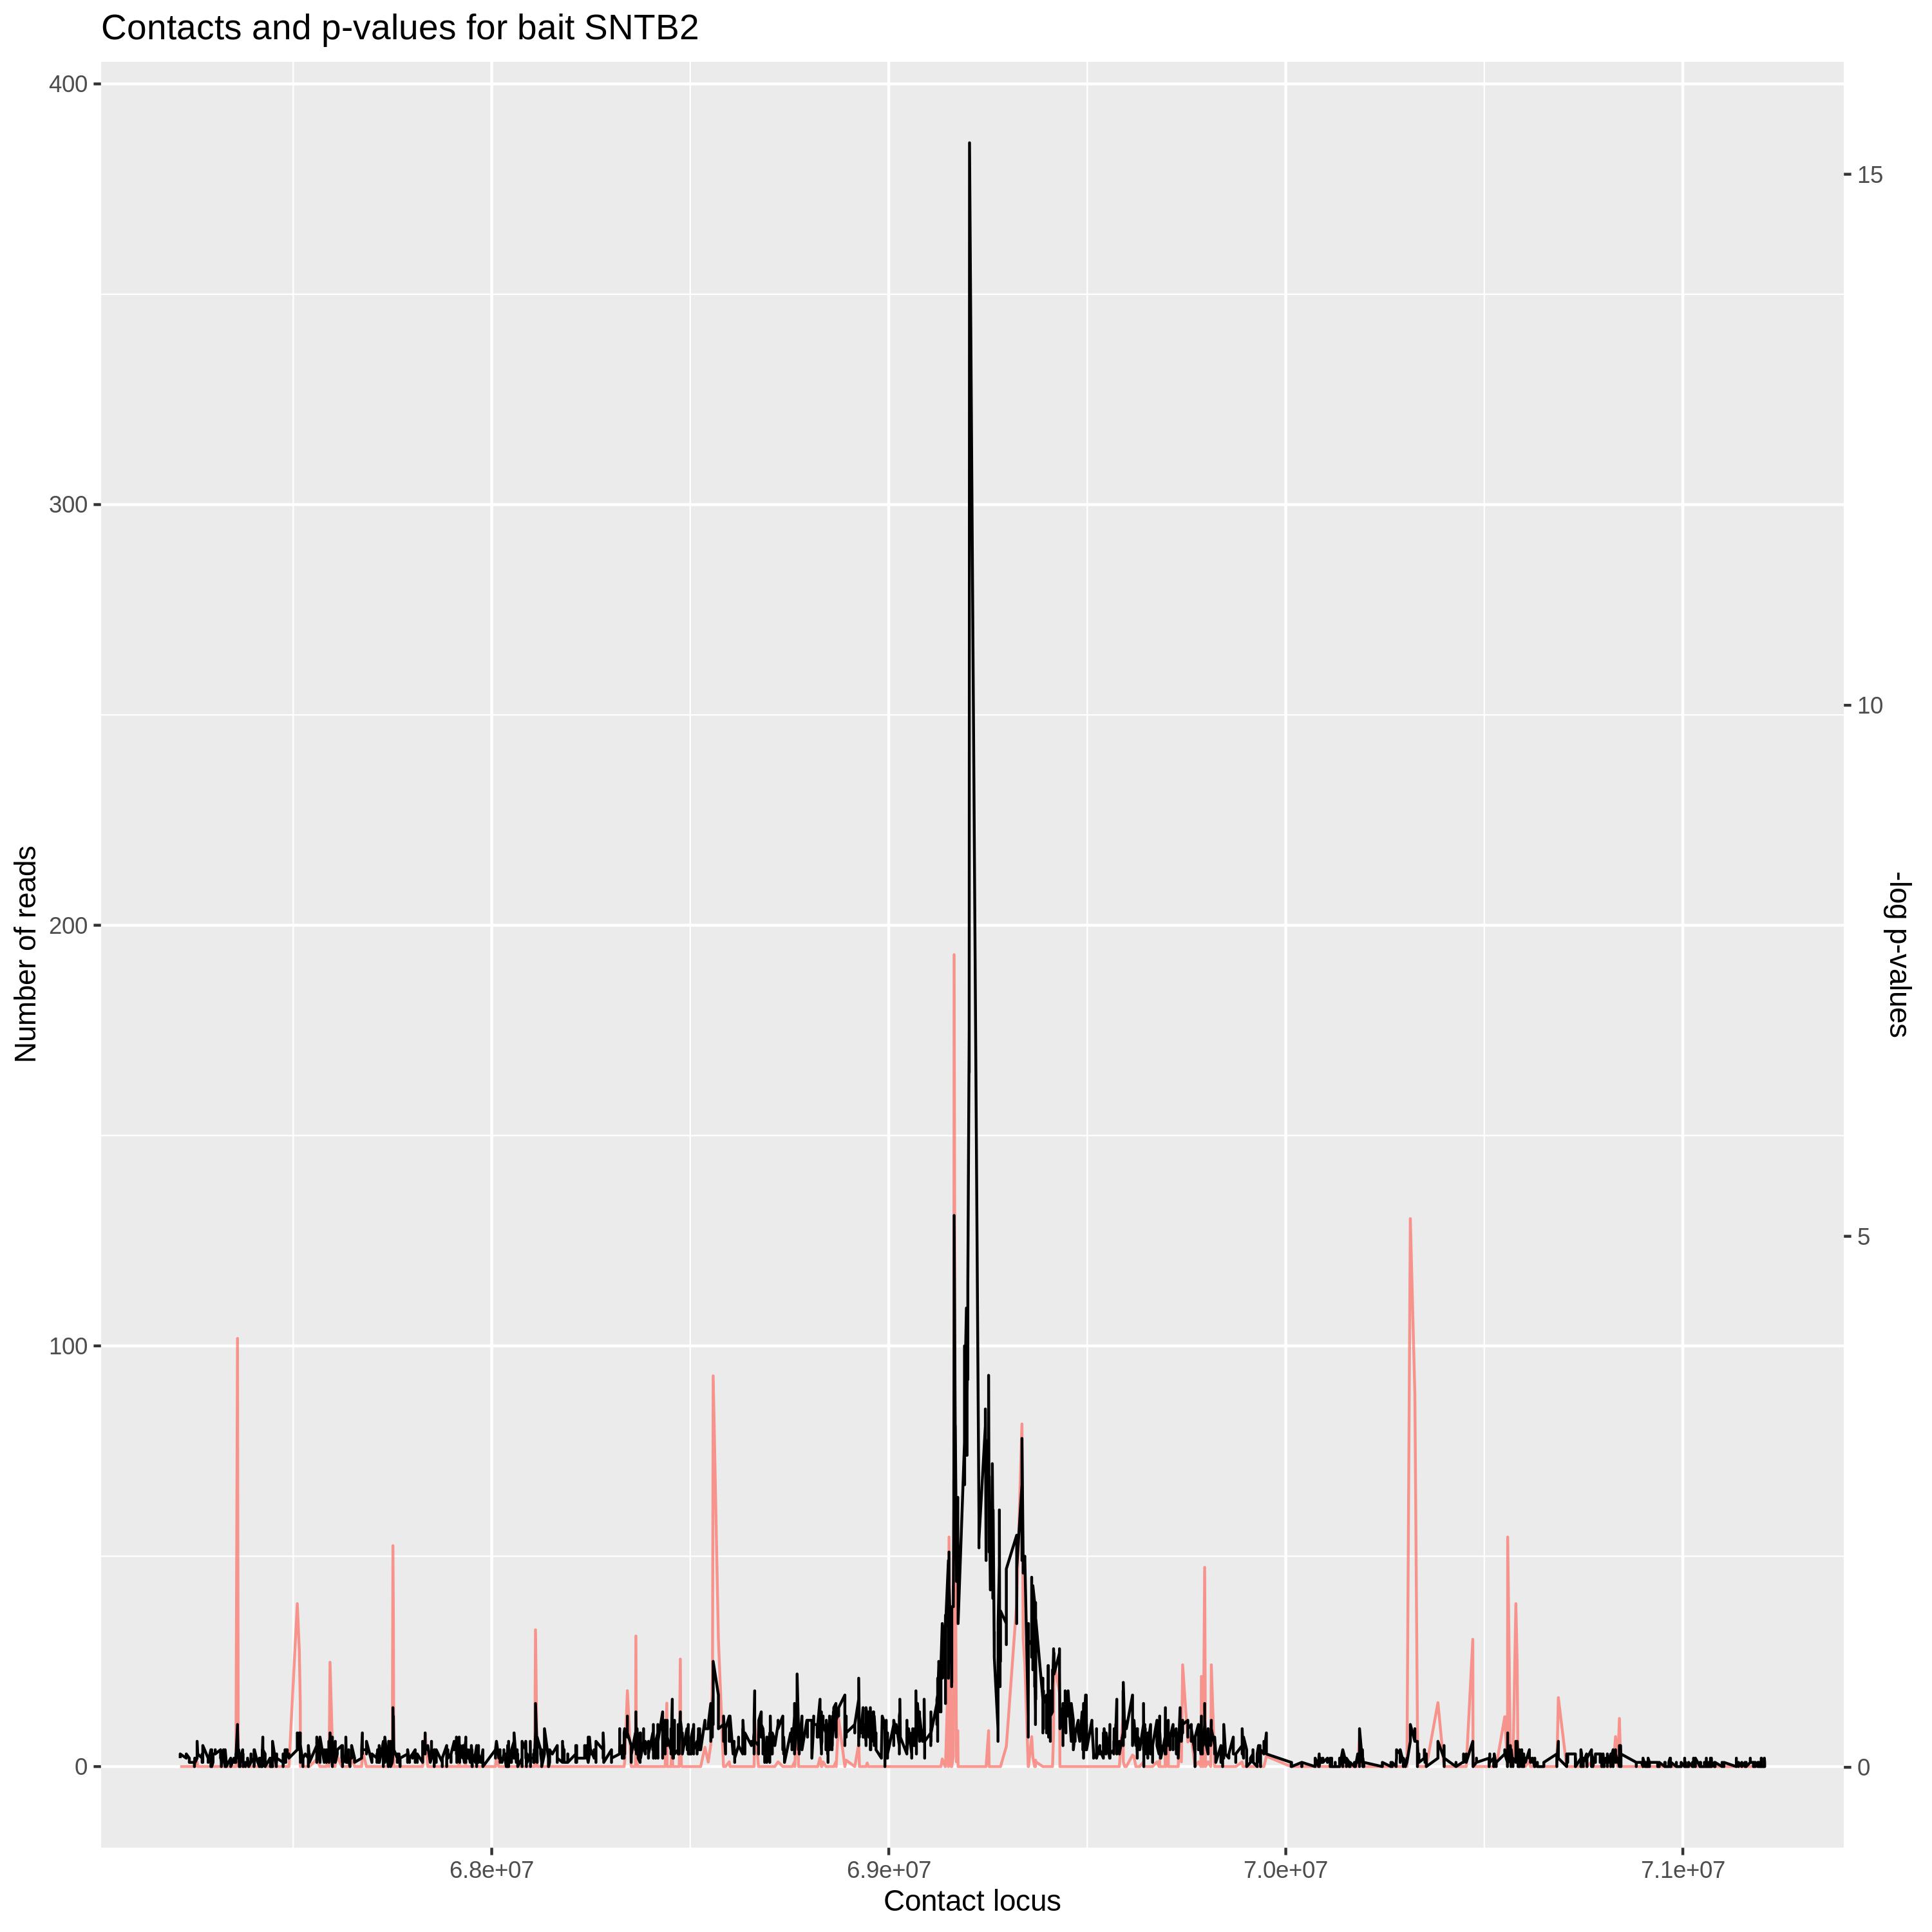 Contacts and p-values for bait SNTB2
400
300
200
100
0
15
10
5
0
Number of reads
-log p-values
6.8e+07 6.9e+07 7.0e+07 7.1e+07
Contact locus